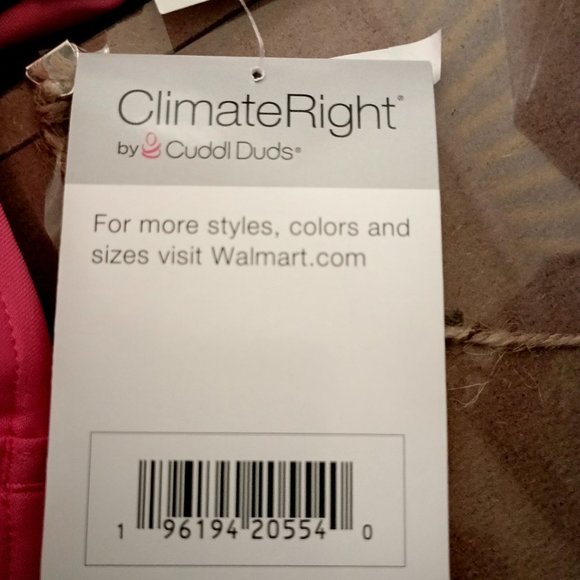 ClimateRight®
by Cuddl Duds®
For more styles, colors and
sizes visit Walmart.com
1 96194 20554 0